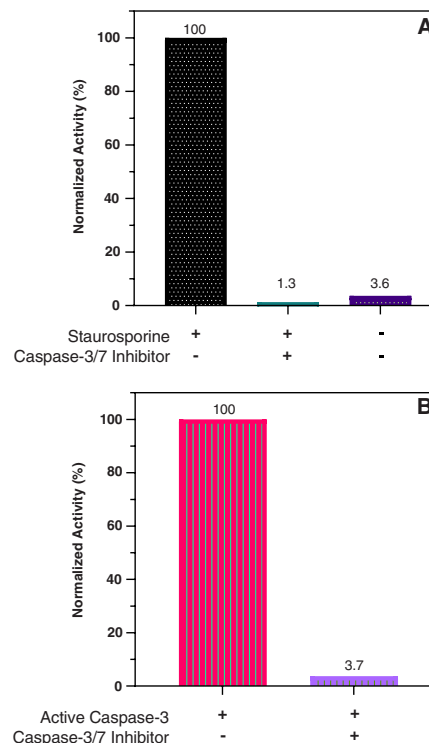 A
100
100
80
60
40
20
0
Normalized Activity (%)
1.3
3.6
Staurosporine + + -
Caspase-3/7 Inhibitor - + -
B
100
100
80
60
40
20
0
Normalized Activity (%)
3.7
Active Caspase-3 + +
Caspase-3/7 Inhibitor - +